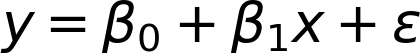 y = β₀ + β₁x + ε